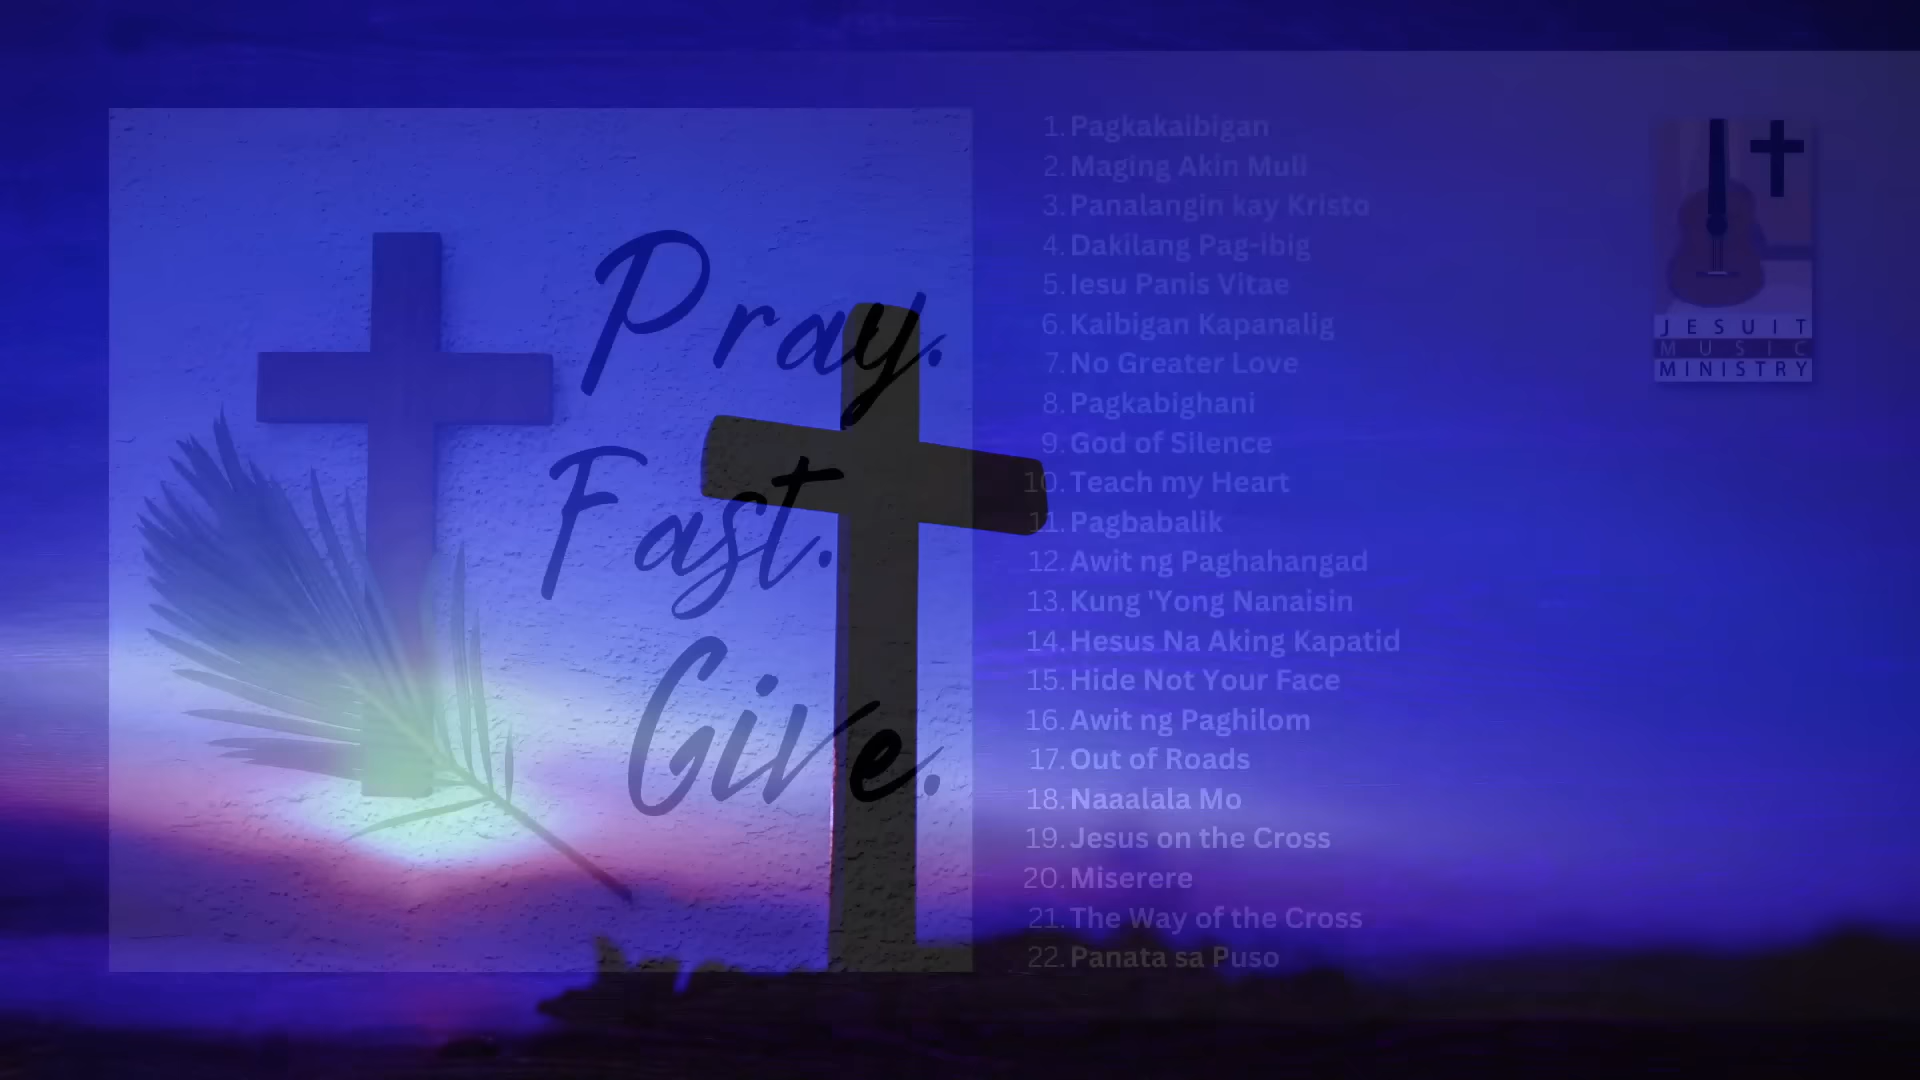 Pray.
Fast.
Give.
1. Pagkakaibigan
2. Maging Akin Muli
3. Panalangin kay Kristo
4. Dakilang Pag-ibig
5. Iesu Panis Vitae
6. Kaibigan Kapanalig
7. No Greater Love
8. Pagkabighani
9. God of Silence
10. Teach my Heart
11. Pagbabalik
12. Awit ng Paghahangad
13. Kung 'Yong Nanaisin
14. Hesus Na Aking Kapatid
15. Hide Not Your Face
16. Awit ng Paghilom
17. Out of Roads
18. Naaalala Mo
19. Jesus on the Cross
20. Miserere
21. The Way of the Cross
22. Panata sa Puso
JESUIT
MUSIC
MINISTRY